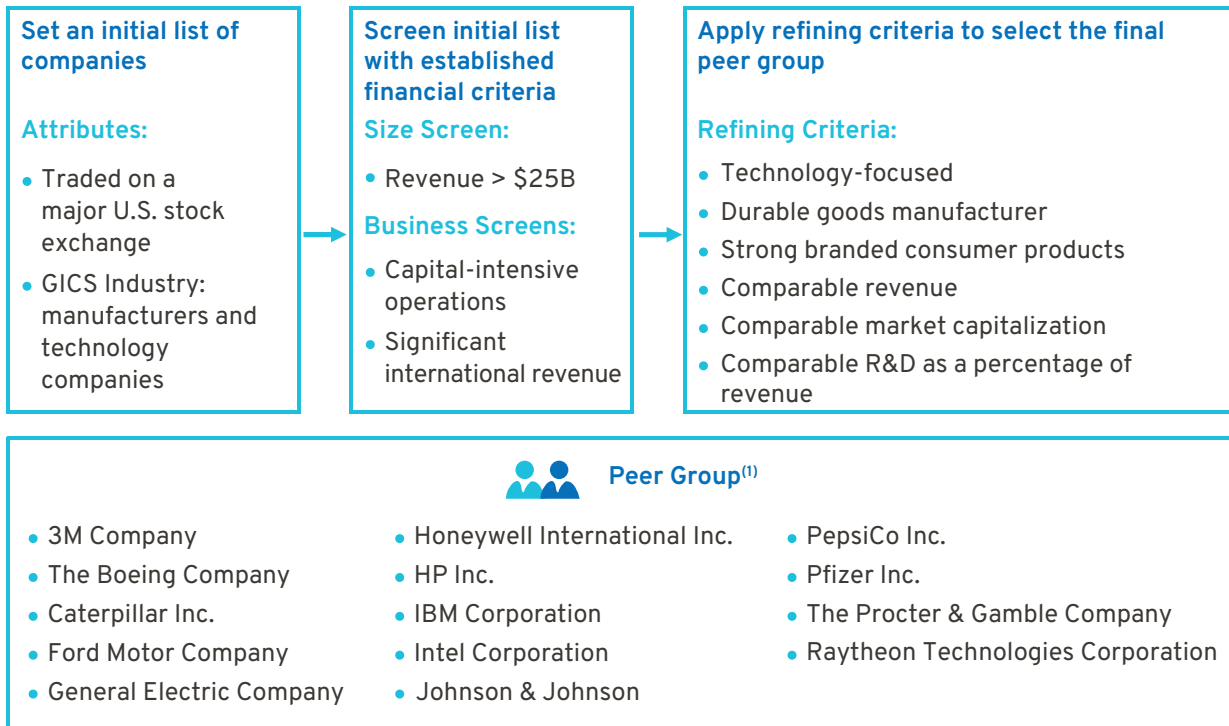 Set an initial list of
companies
Attributes:
• Traded on a
major U.S. stock
exchange
• GICS Industry:
manufacturers and
technology
companies
Screen initial list
with established
financial criteria
Size Screen:
• Revenue > $25B
Business Screens:
• Capital-intensive
operations
• Significant
international revenue
Apply refining criteria to select the final
peer group
Refining Criteria:
• Technology-focused
• Durable goods manufacturer
• Strong branded consumer products
• Comparable revenue
• Comparable market capitalization
• Comparable R&D as a percentage of
revenue
Peer Group(1)
• 3M Company
• The Boeing Company
• Caterpillar Inc.
• Ford Motor Company
• General Electric Company
• Honeywell International Inc.
• HP Inc.
• IBM Corporation
• Intel Corporation
• Johnson & Johnson
• PepsiCo Inc.
• Pfizer Inc.
• The Procter & Gamble Company
• Raytheon Technologies Corporation